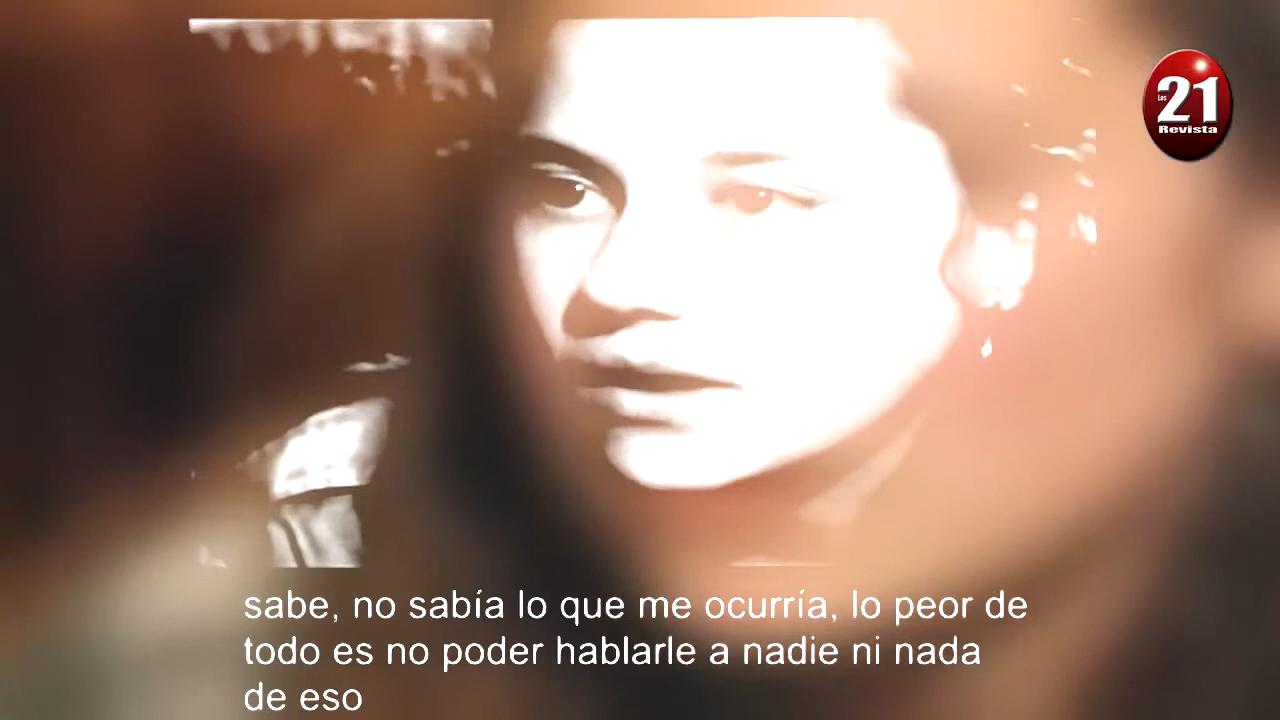 Los
21
Revista
sabe, no sabía lo que me ocurría, lo peor de
todo es no poder hablarle a nadie ni nada
de eso